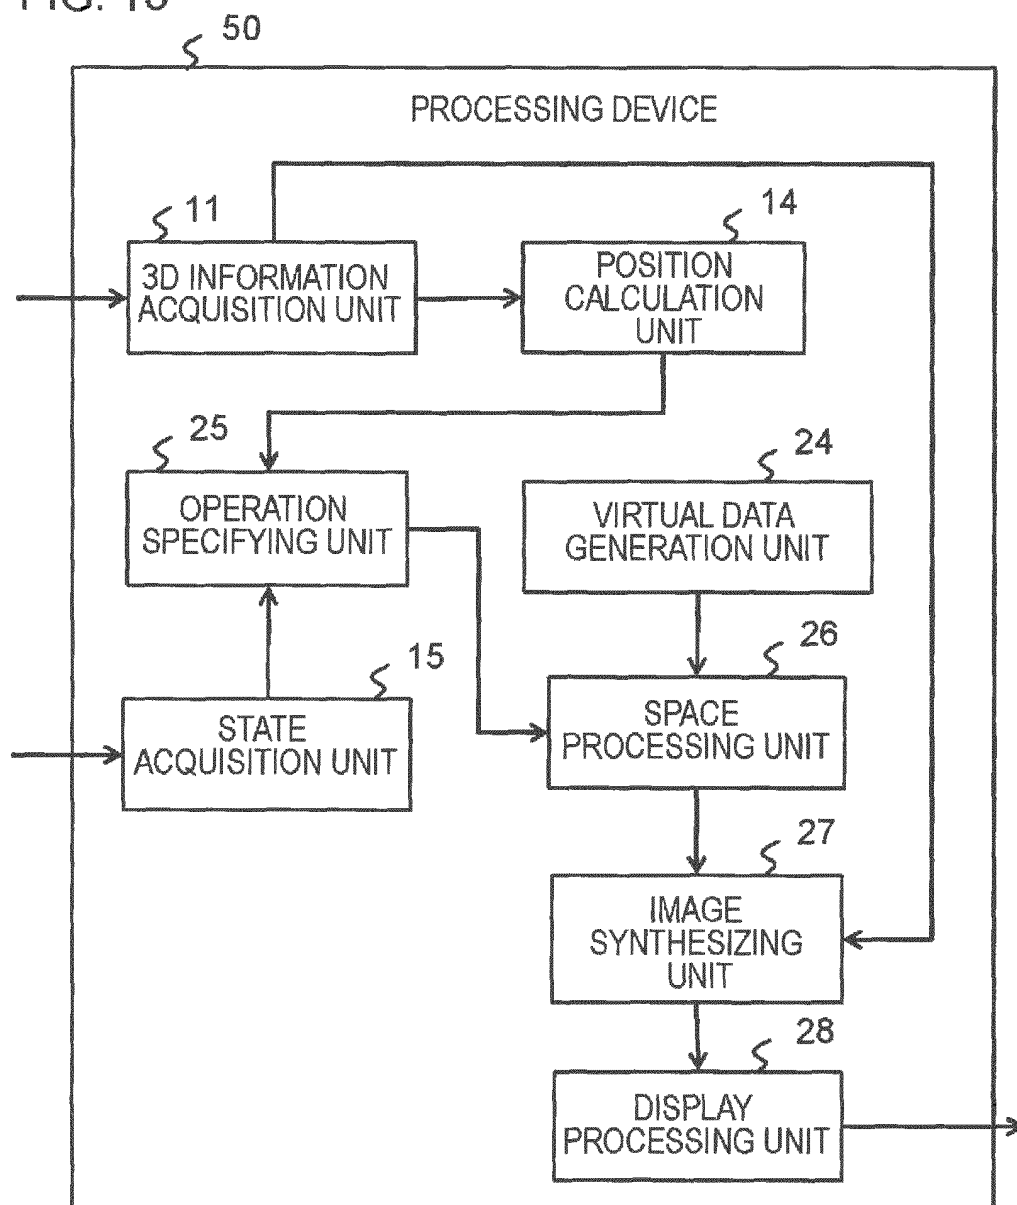 50
PROCESSING DEVICE
11
3D INFORMATION
ACQUISITION UNIT
14
POSITION
CALCULATION
UNIT
25
OPERATION
SPECIFYING UNIT
24
VIRTUAL DATA
GENERATION UNIT
15
STATE
ACQUISITION UNIT
26
SPACE
PROCESSING UNIT
27
IMAGE
SYNTHESIZING
UNIT
28
DISPLAY
PROCESSING UNIT